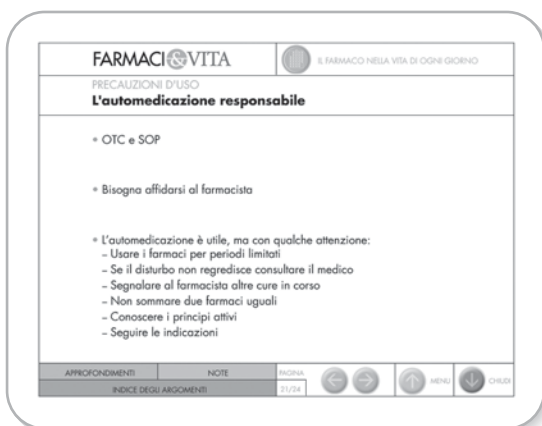 FARMACI&VITA
IL FARMACO NELLA VITA DI OGNI GIORNO
PRECAUZIONI D'USO
L'automedicazione responsabile
• OTC e SOP
• Bisogna affidarsi al farmacista
• L'automedicazione è utile, ma con qualche attenzione:
– Usare i farmaci per periodi limitati
– Se il disturbo non regredisce consultare il medico
– Segnalare al farmacista altre cure in corso
– Non sommare due farmaci uguali
– Conoscere i principi attivi
– Seguire le indicazioni
APPROFONDIMENTI NOTE PAGINA
INDICE DEGLI ARGOMENTI 21/24
MENU CHIUDI